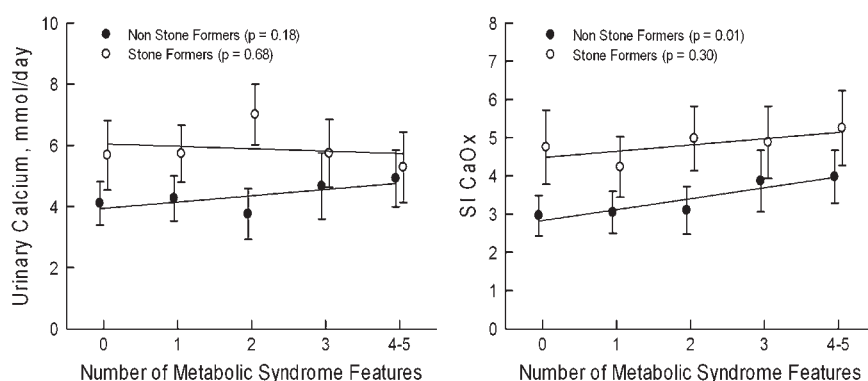 Non Stone Formers (p = 0.18)
Stone Formers (p = 0.68)
Urinary Calcium, mmol/day
10
8
6
4
2
0
0 1 2 3 4-5
Number of Metabolic Syndrome Features
Non Stone Formers (p = 0.01)
Stone Formers (p = 0.30)
SI CaOx
8
7
6
5
4
3
2
1
0
0 1 2 3 4-5
Number of Metabolic Syndrome Features